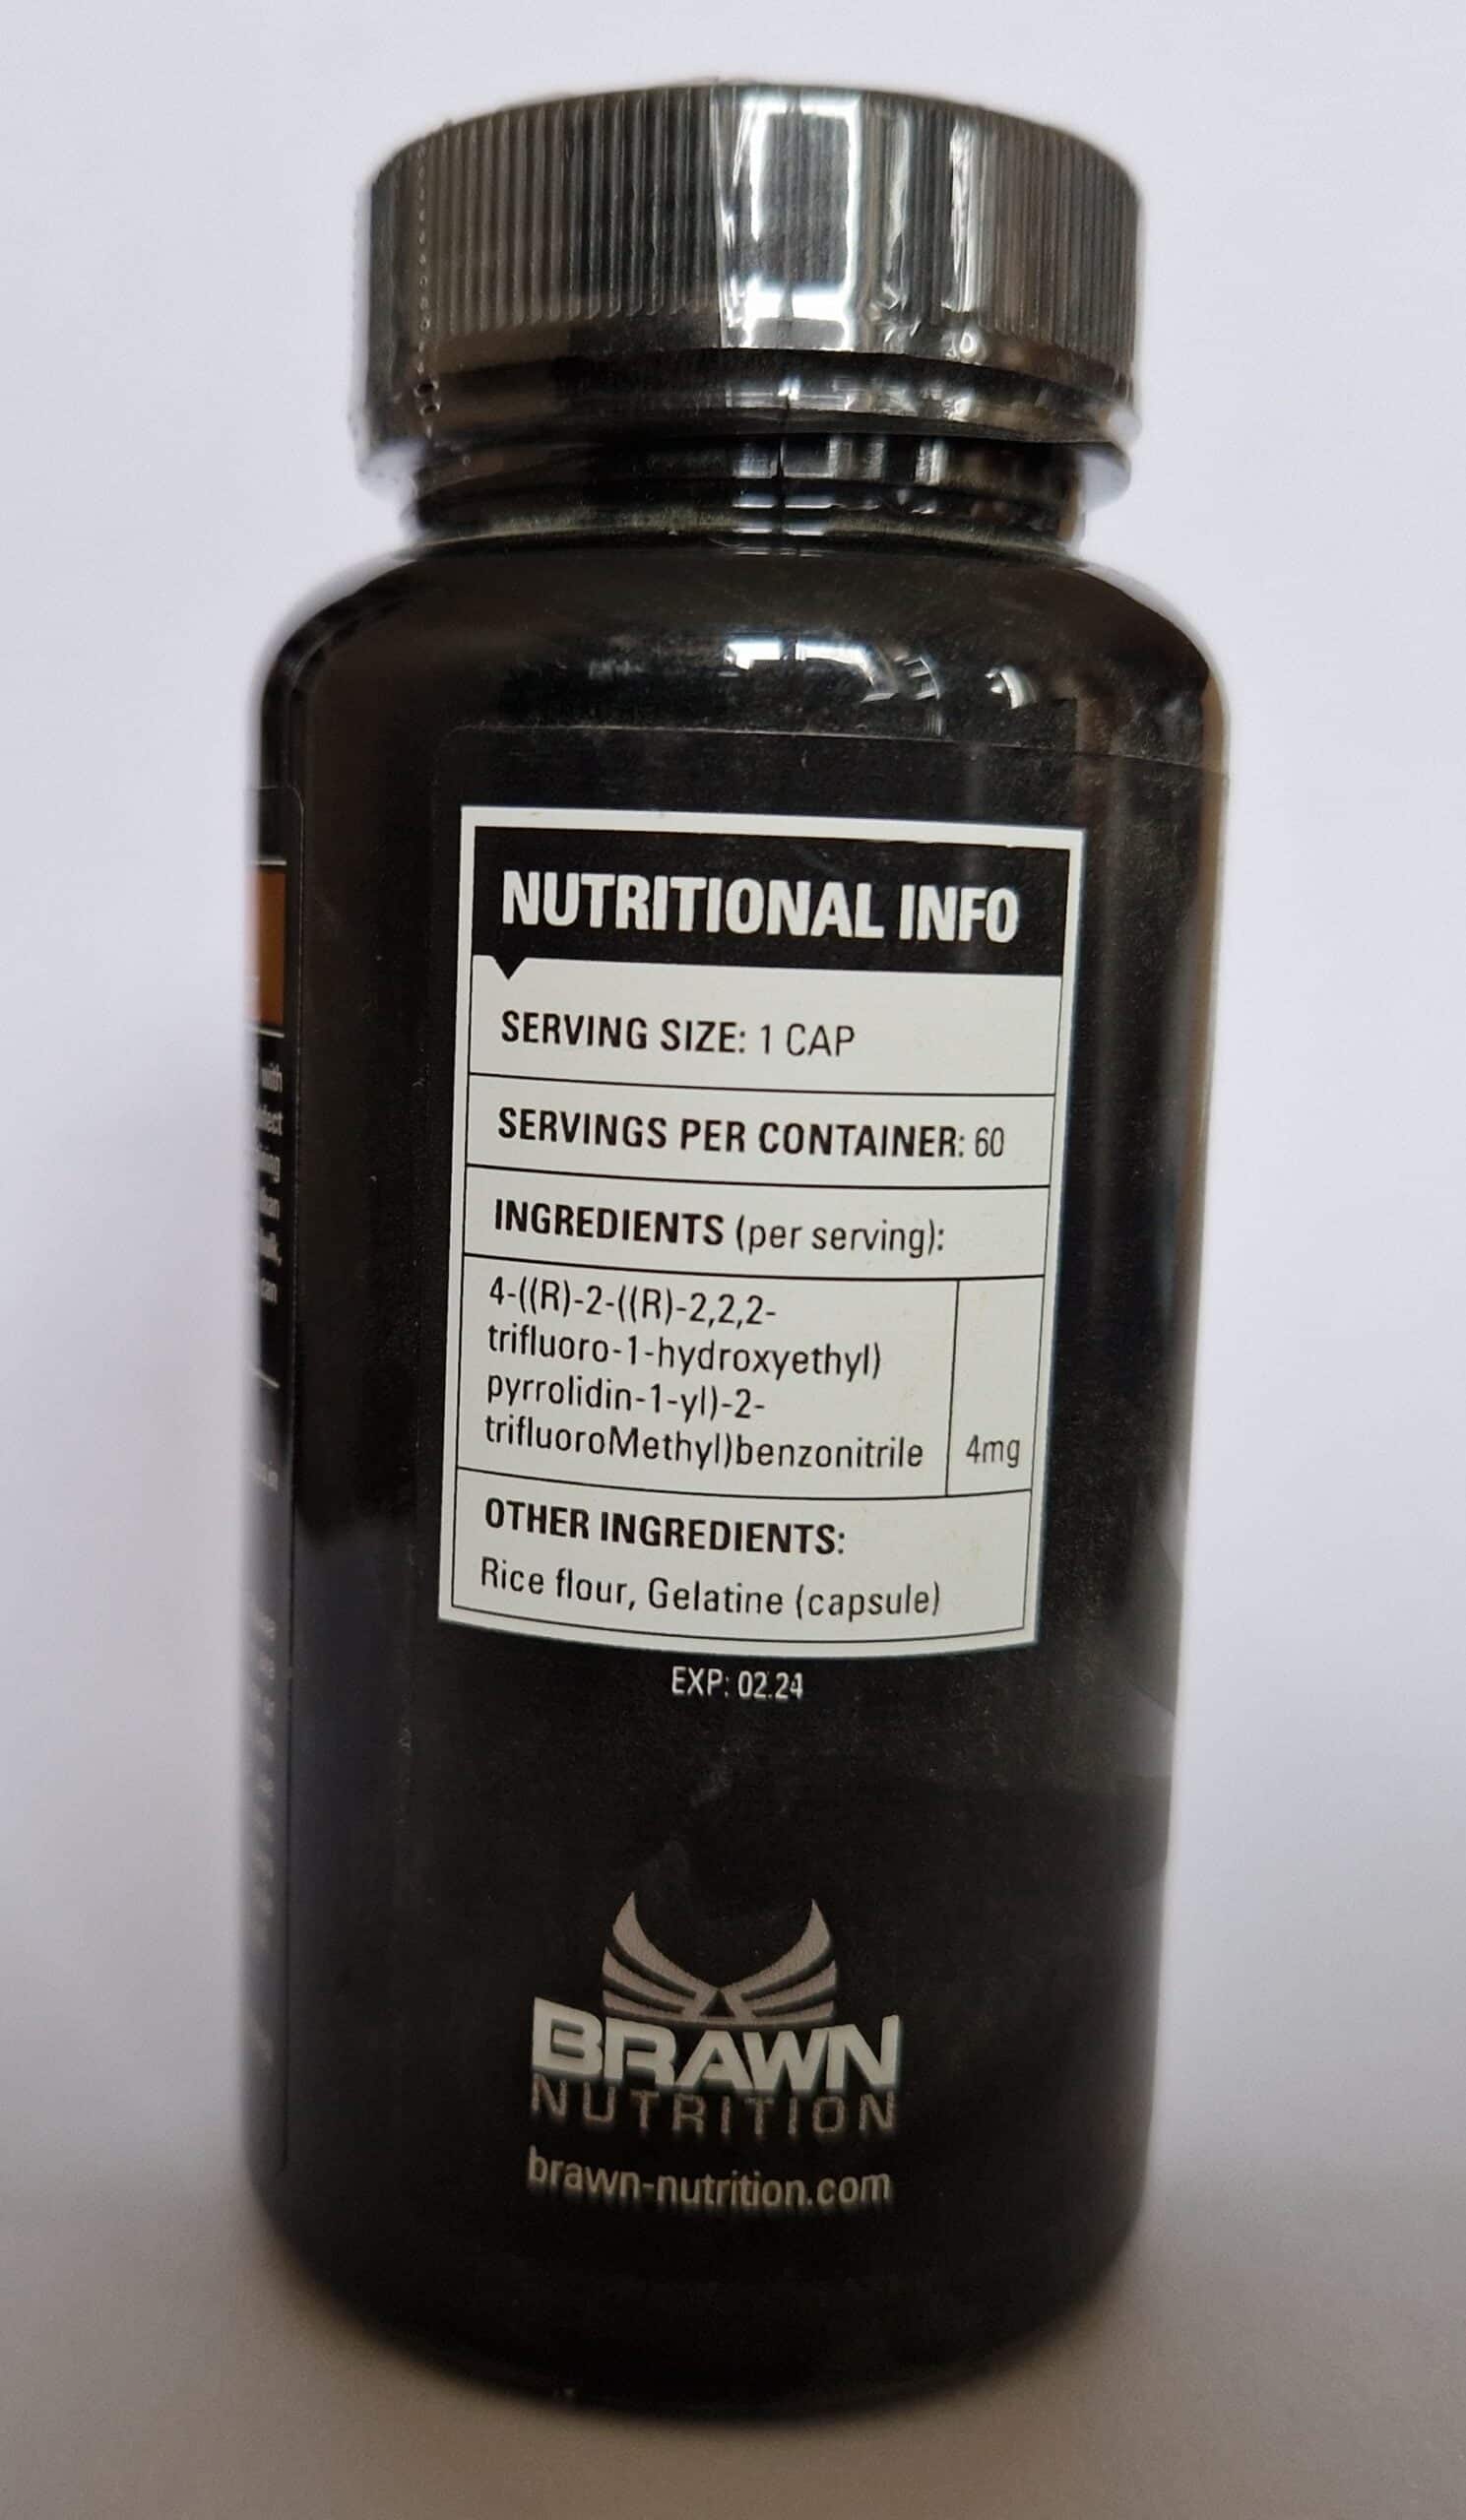 NUTRITIONAL INFO
SERVING SIZE: 1 CAP
SERVINGS PER CONTAINER: 60
INGREDIENTS (per serving):
4-((R)-2-((R)-2,2,2-
trifluoro-1-hydroxyethyl)
pyrrolidin-1-yl)-2-
trifluoroMethyl)benzonitrile 4mg
OTHER INGREDIENTS:
Rice flour, Gelatine (capsule)
EXP: 02.24
BRAWN
NUTRITION
brawn-nutrition.com
with
can